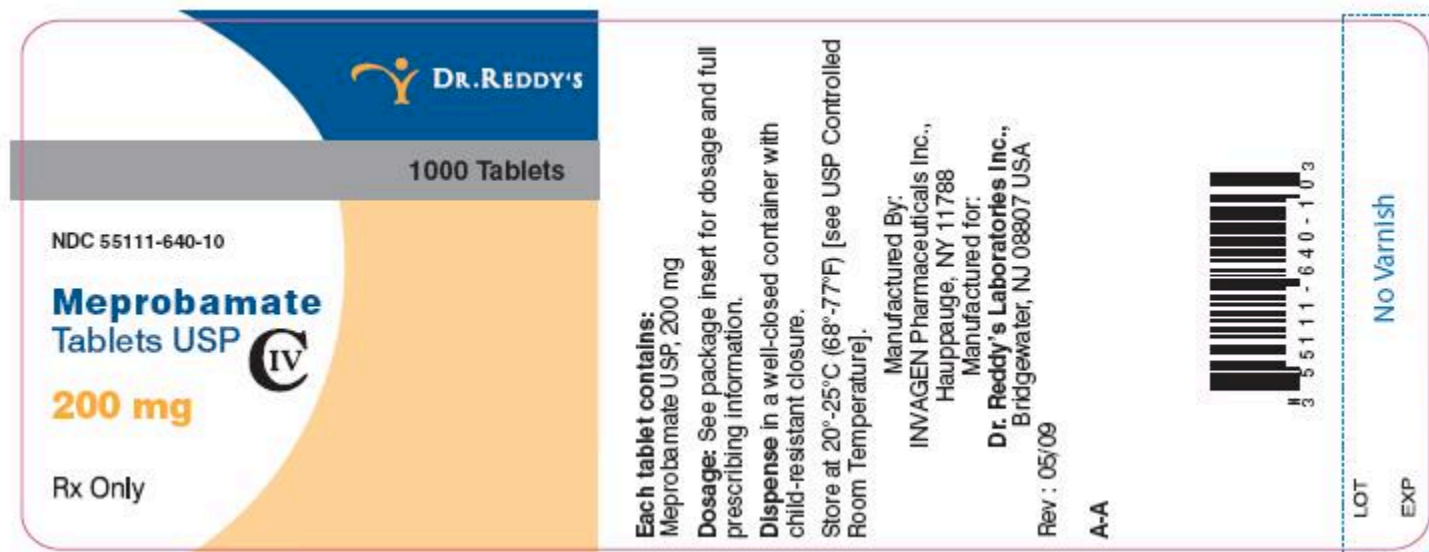 DR.REDDY'S
1000 Tablets
NDC 55111-640-10
Meprobamate
Tablets USP
CIV
200 mg
Rx Only
Each tablet contains:
Meprobamate USP, 200 mg
Dosage: See package insert for dosage and full
prescribing information.
Dispense in a well-closed container with
child-resistant closure.
Store at 20°-25°C (68°-77°F) [see USP Controlled
Room Temperature].
Manufactured By:
INVAGEN Pharmaceuticals Inc.,
Hauppauge, NY 11788
Manufactured for:
Dr. Reddy's Laboratories Inc.,
Bridgewater, NJ 08807 USA
Rev : 05/09
A-A
N
3 55111-640-103
No Varnish
LOT
EXP